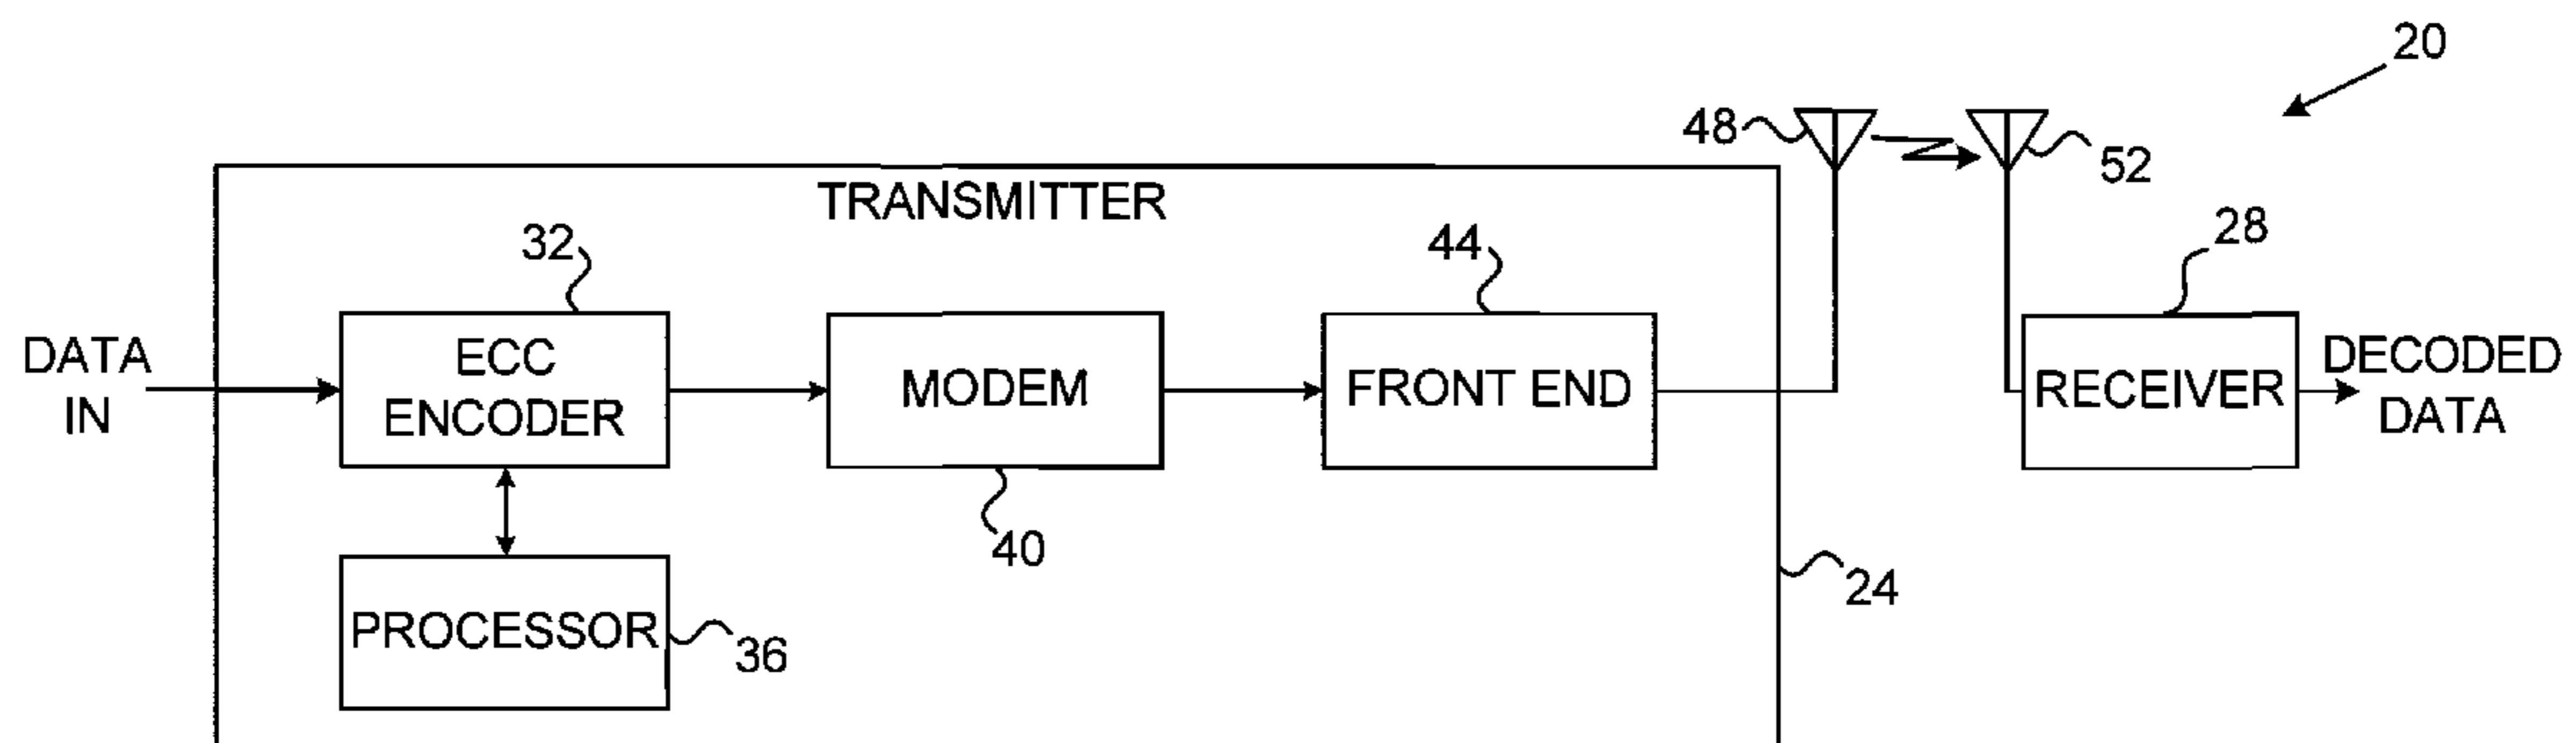 20
48
52
TRANSMITTER
32
44
28
DATA
IN
ECC
ENCODER
MODEM
FRONT END
RECEIVER
DECODED
DATA
40
24
PROCESSOR
36